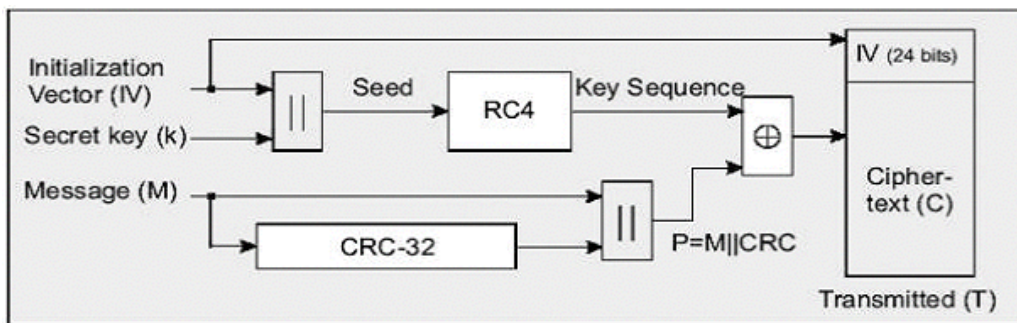 Initialization
Vector (IV)
Secret key (k)
Message (M)
||
Seed
RC4
Key Sequence
⊕
IV (24 bits)
Cipher-
text (C)
CRC-32
||
P=M||CRC
Transmitted (T)